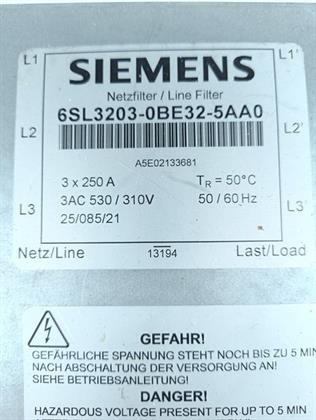 L1 SIEMENS L1'
Netzfilter / Line Filter
6SL3203-0BE32-5AA0
L2 L2'
A5E02133681
3 x 250 A TR = 50°C
3AC 530 / 310V 50 / 60 Hz
L3 25/085/21 L3
Netz/Line 13194 Last/Load
GEFAHR!
GEFÄHRLICHE SPANNUNG STEHT NOCH BIS ZU 5 MIN
NACH ABSCHALTUNG DER VERSORGUNG AN!
SIEHE BETRIEBSANLEITUNG!
DANGER!
HAZARDOUS VOLTAGE PRESENT FOR UP TO 5 MIN